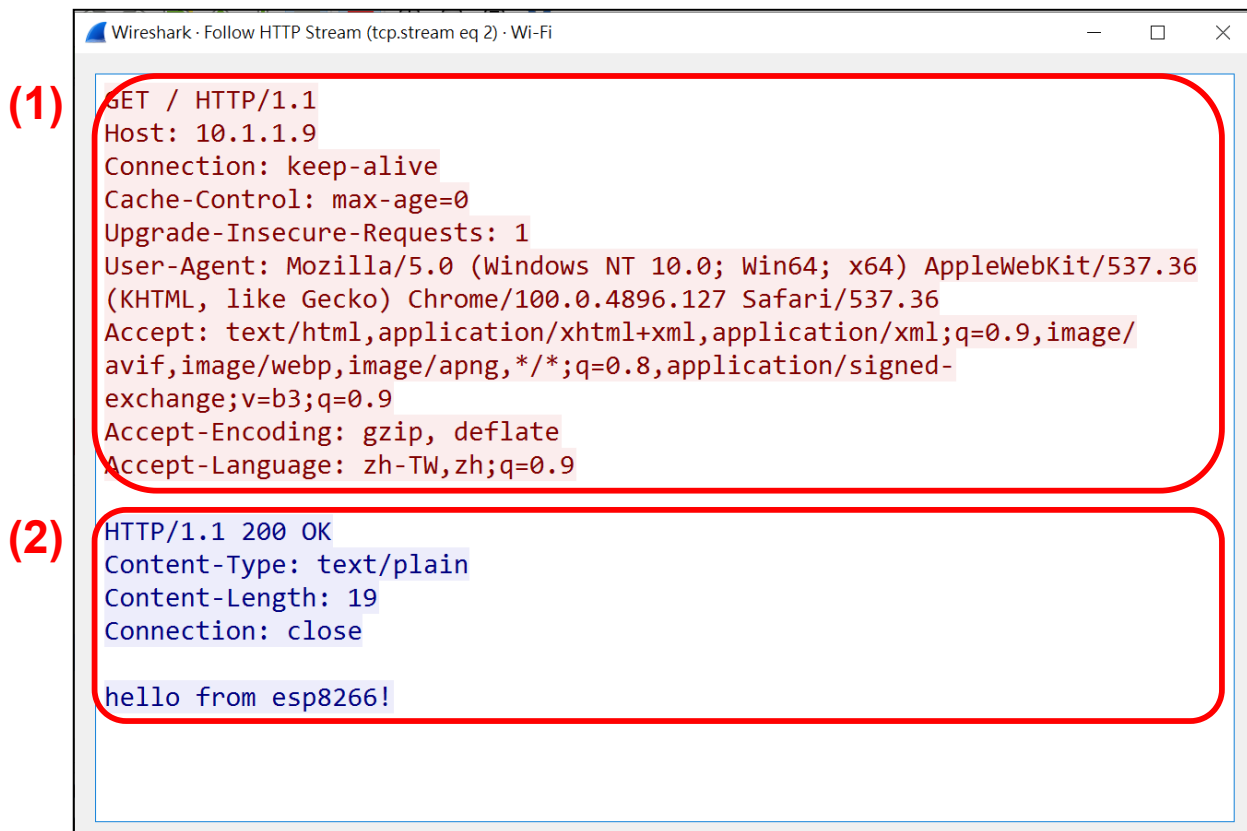 Wireshark · Follow HTTP Stream (tcp.stream eq 2) · Wi-Fi
(1)
GET / HTTP/1.1
Host: 10.1.1.9
Connection: keep-alive
Cache-Control: max-age=0
Upgrade-Insecure-Requests: 1
User-Agent: Mozilla/5.0 (Windows NT 10.0; Win64; x64) AppleWebKit/537.36
(KHTML, like Gecko) Chrome/100.0.4896.127 Safari/537.36
Accept: text/html,application/xhtml+xml,application/xml;q=0.9,image/
avif,image/webp,image/apng,*/*;q=0.8,application/signed-
exchange;v=b3;q=0.9
Accept-Encoding: gzip, deflate
Accept-Language: zh-TW,zh;q=0.9
(2)
HTTP/1.1 200 OK
Content-Type: text/plain
Content-Length: 19
Connection: close
hello from esp8266!